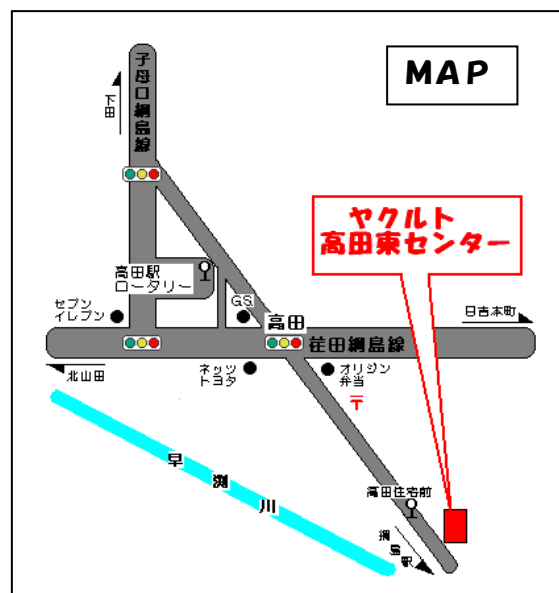 MAP
子母口綱島線
下田
ヤクルト
高田東センター
高田駅
ロータリー
セブン
イレブン
G.S.
高田
日吉本町
荏田綱島線
北山田
ネッツ
トヨタ
オリジン
弁当
〒
早渕川
高田住宅前
綱島駅